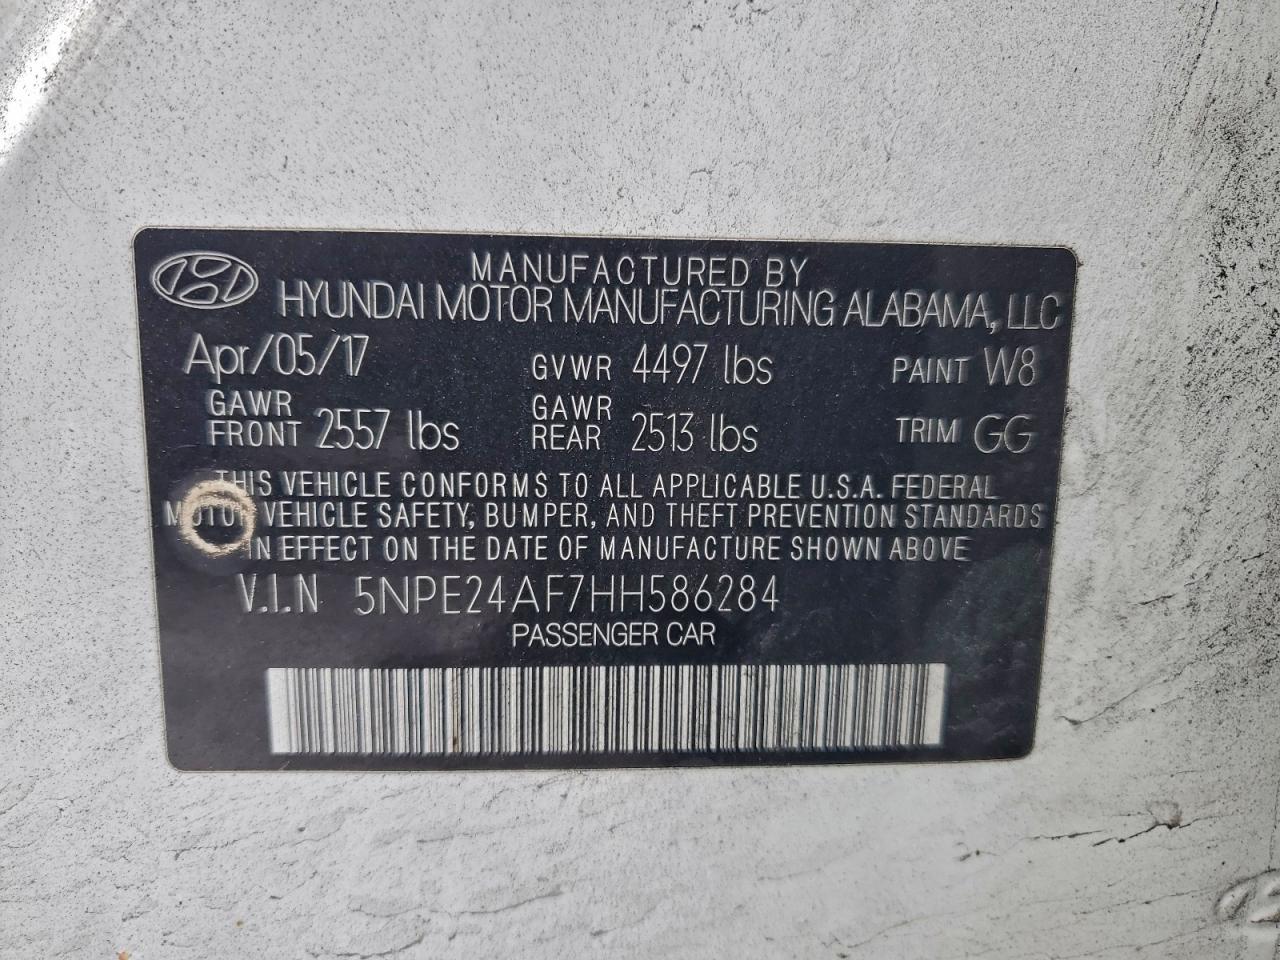 MANUFACTURED BY
HYUNDAI MOTOR MANUFACTURING ALABAMA, LLC
Apr/05/17 GVWR 4497 lbs PAINT W8
GAWR FRONT 2557 lbs GAWR REAR 2513 lbs TRIM GG
THIS VEHICLE CONFORMS TO ALL APPLICABLE U.S.A. FEDERAL
MOTOR VEHICLE SAFETY, BUMPER, AND THEFT PREVENTION STANDARDS
IN EFFECT ON THE DATE OF MANUFACTURE SHOWN ABOVE
V.I.N 5NPE24AF7HH586284
PASSENGER CAR